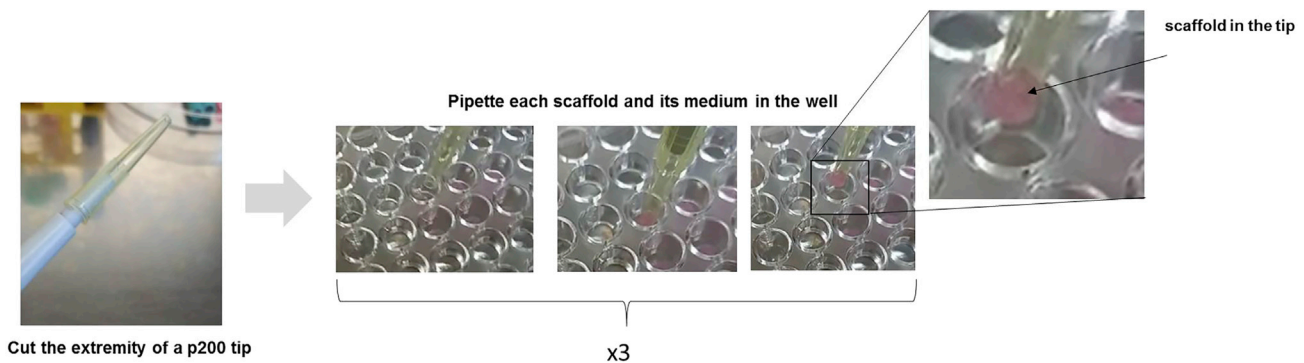 scaffold in the tip
Pipette each scaffold and its medium in the well
Cut the extremity of a p200 tip
x3